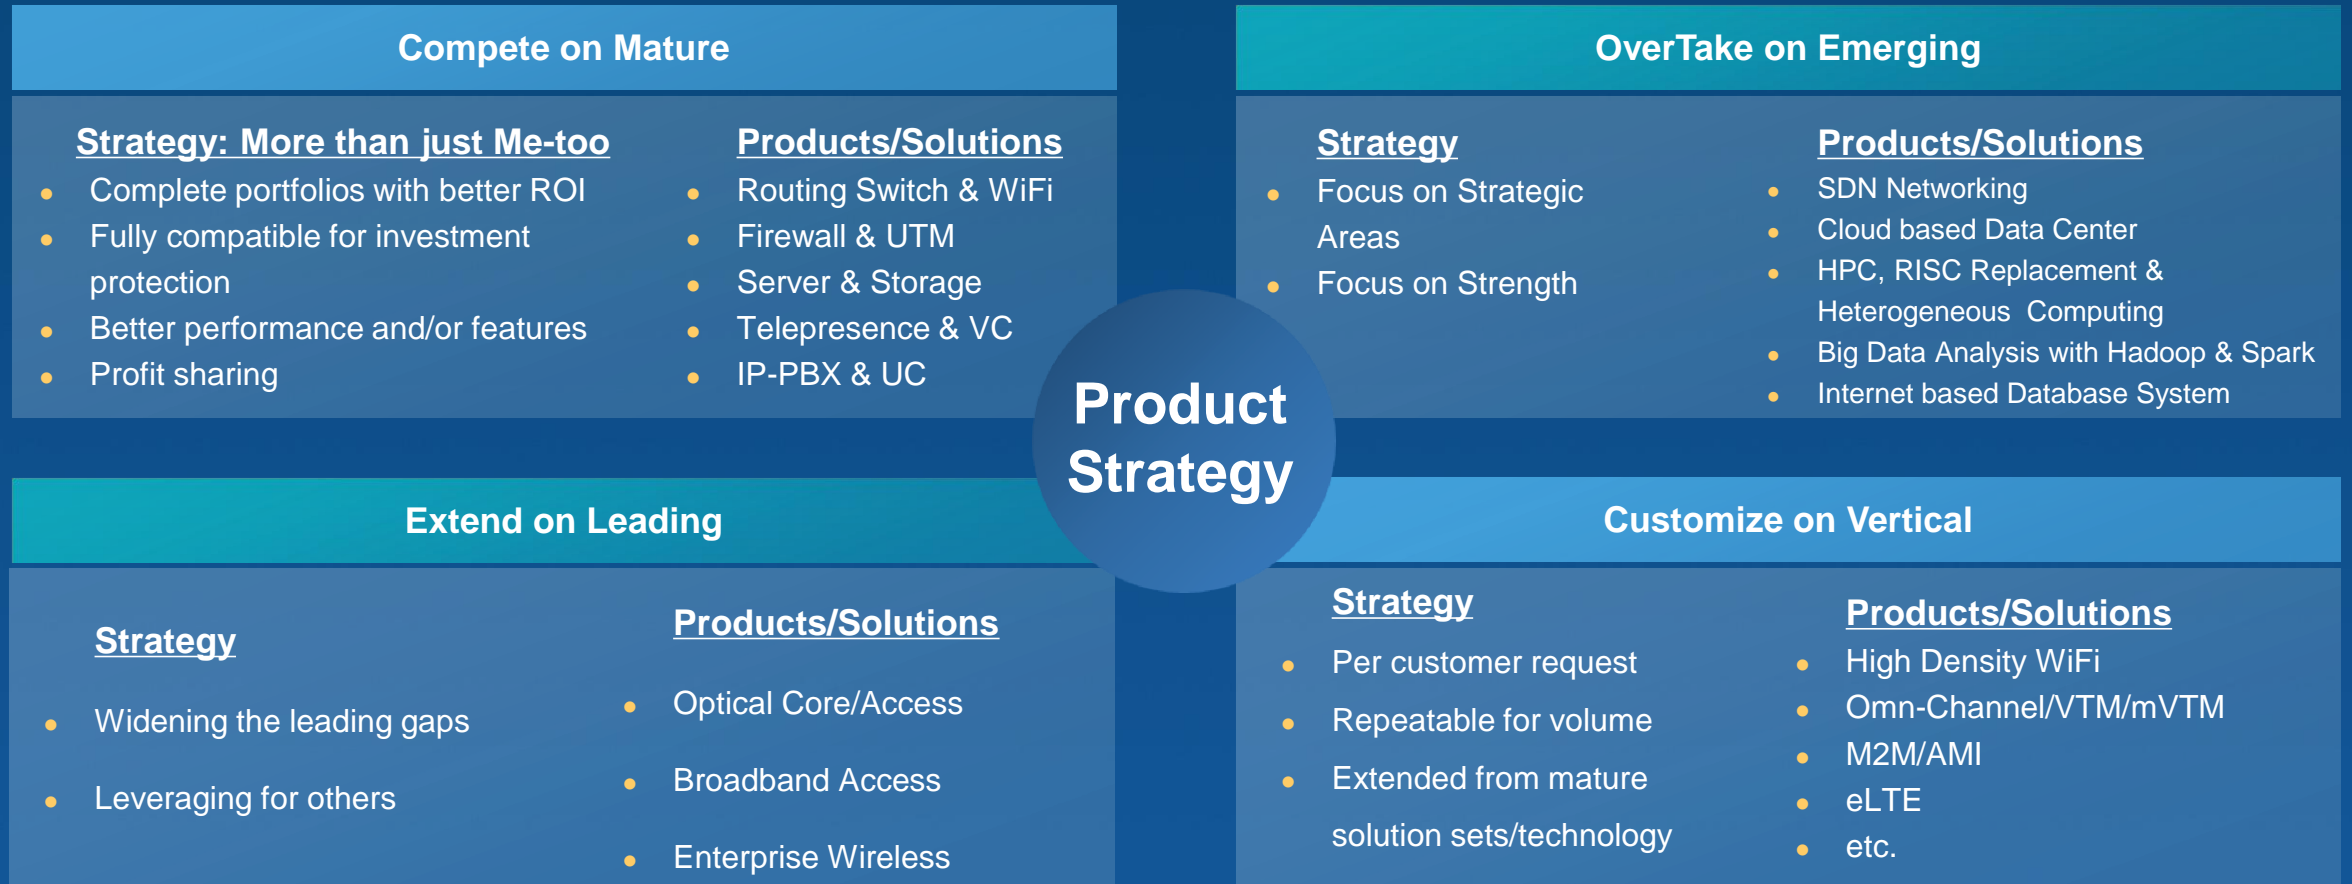 Compete on Mature
Strategy: More than just Me-too
Complete portfolios with better ROI
Fully compatible for investment
protection
Better performance and/or features
Profit sharing
Products/Solutions
Routing Switch & WiFi
Firewall & UTM
Server & Storage
Telepresence & VC
IP-PBX & UC
OverTake on Emerging
Strategy
Focus on Strategic
Areas
Focus on Strength
Products/Solutions
SDN Networking
Cloud based Data Center
HPC, RISC Replacement &
Heterogeneous Computing
Big Data Analysis with Hadoop & Spark
Internet based Database System
Product
Strategy
Extend on Leading
Strategy
Widening the leading gaps
Leveraging for others
Products/Solutions
Optical Core/Access
Broadband Access
Enterprise Wireless
Customize on Vertical
Strategy
Per customer request
Repeatable for volume
Extended from mature
solution sets/technology
Products/Solutions
High Density WiFi
Omn-Channel/VTM/mVTM
M2M/AMI
eLTE
etc.